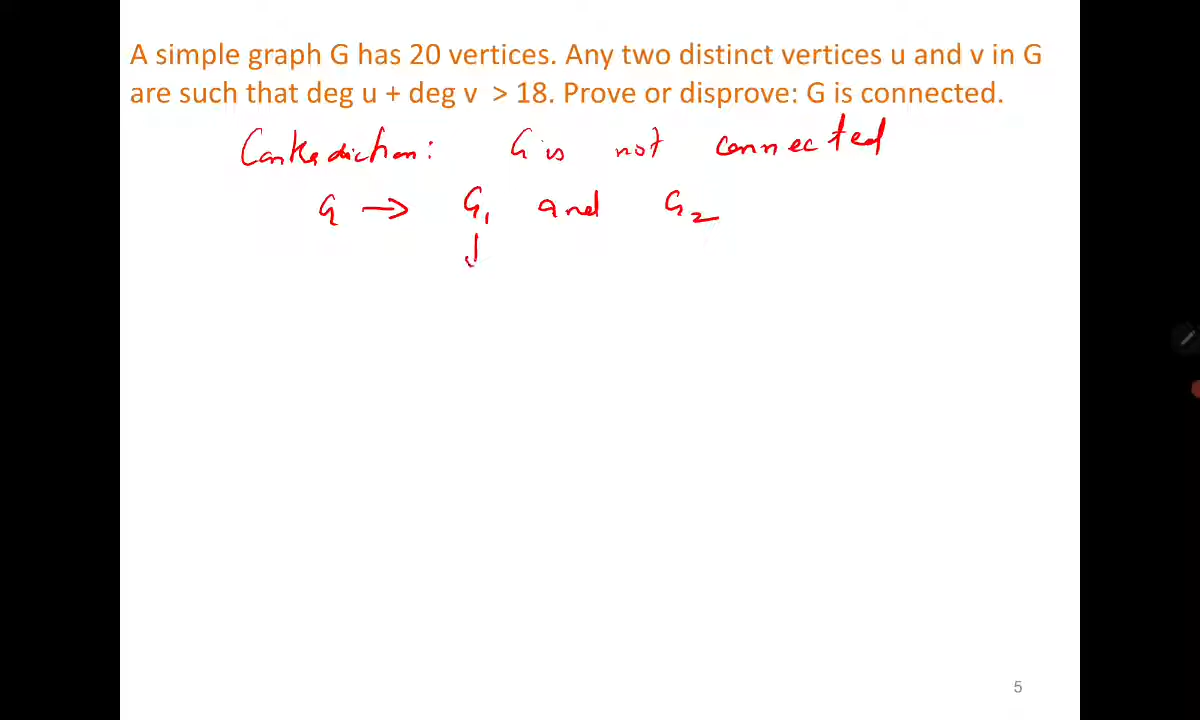 A simple graph G has 20 vertices. Any two distinct vertices u and v in G
are such that deg u + deg v > 18. Prove or disprove: G is connected.
Contradiction: G is not connected
G → G₁ and G₂
↓
5